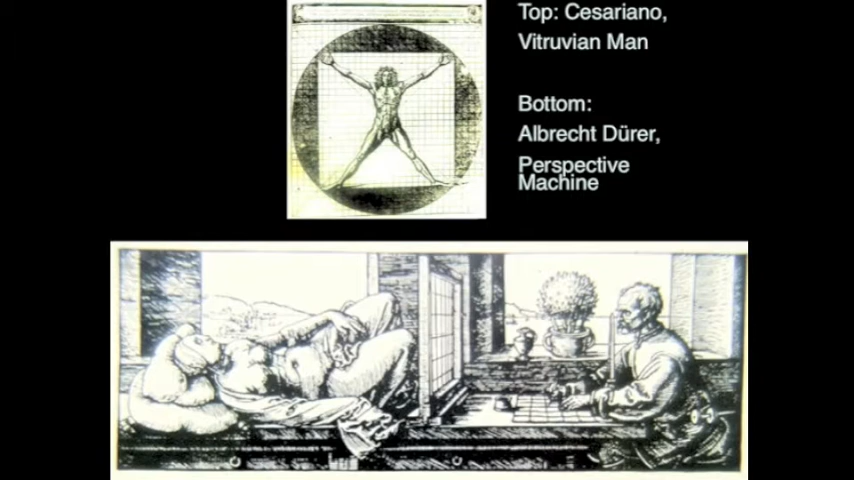 Top: Cesariano,
Vitruvian Man
Bottom:
Albrecht Dürer,
Perspective
Machine